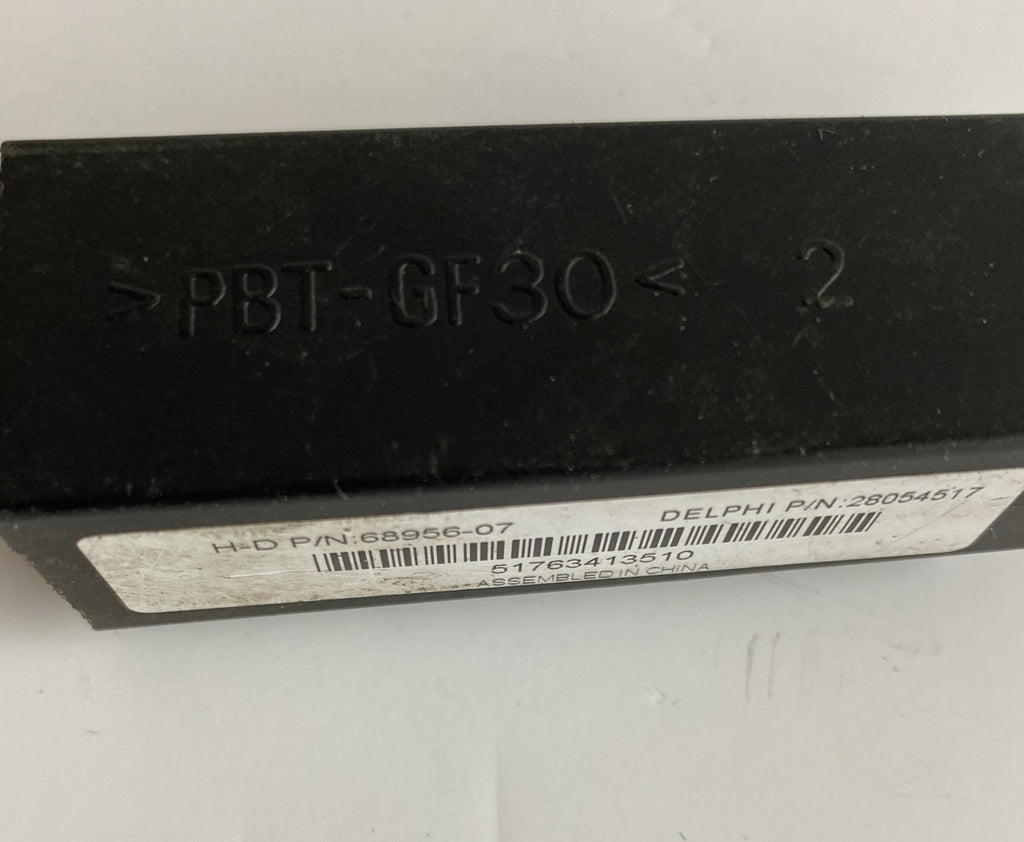 >PBT-GF30< 2
H-D P/N:68956-07 DELPHI P/N:28054517
51763413510
ASSEMBLED IN CHINA